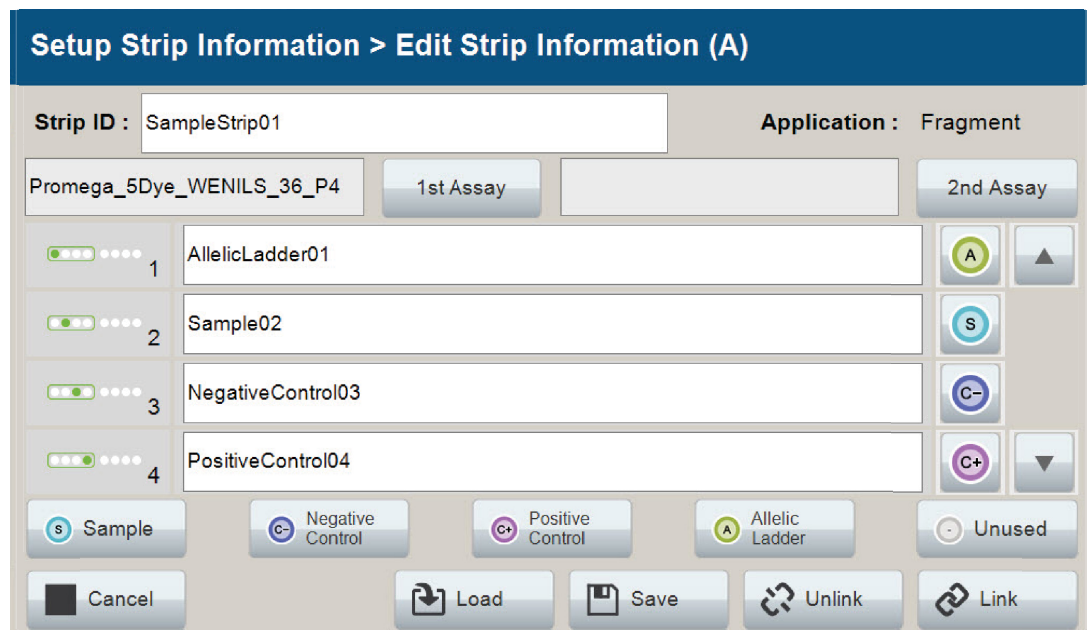 Setup Strip Information > Edit Strip Information (A)
Strip ID : SampleStrip01 Application : Fragment
Promega_5Dye_WENILS_36_P4 1st Assay 2nd Assay
1 AllelicLadder01 A
2 Sample02 S
3 NegativeControl03 C-
4 PositiveControl04 C+
S Sample C- Negative Control C+ Positive Control A Allelic Ladder - Unused
Cancel Load Save Unlink Link